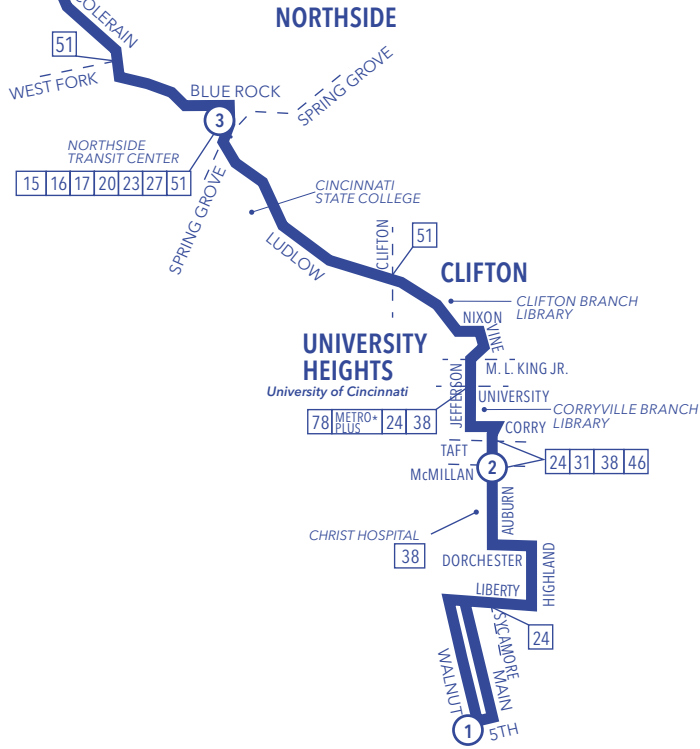 NORTHSIDE
COLERAIN
51
WEST FORK
BLUE ROCK
SPRING GROVE
3
NORTHSIDE
TRANSIT CENTER
15 16 17 20 23 27 51
SPRING GROVE
CINCINNATI
STATE COLLEGE
LUDLOW
CLIFTON
51
CLIFTON
CLIFTON BRANCH
LIBRARY
NIXON
VINE
UNIVERSITY
HEIGHTS
University of Cincinnati
M. L. KING JR.
JEFFERSON
UNIVERSITY
78 METRO* PLUS 24 38
CORRYVILLE BRANCH
LIBRARY
CORRY
TAFT
24 31 38 46
McMILLAN
2
AUBURN
CHRIST HOSPITAL
38
DORCHESTER
HIGHLAND
LIBERTY
24
SYCAMORE
WALNUT
MAIN
1
5TH